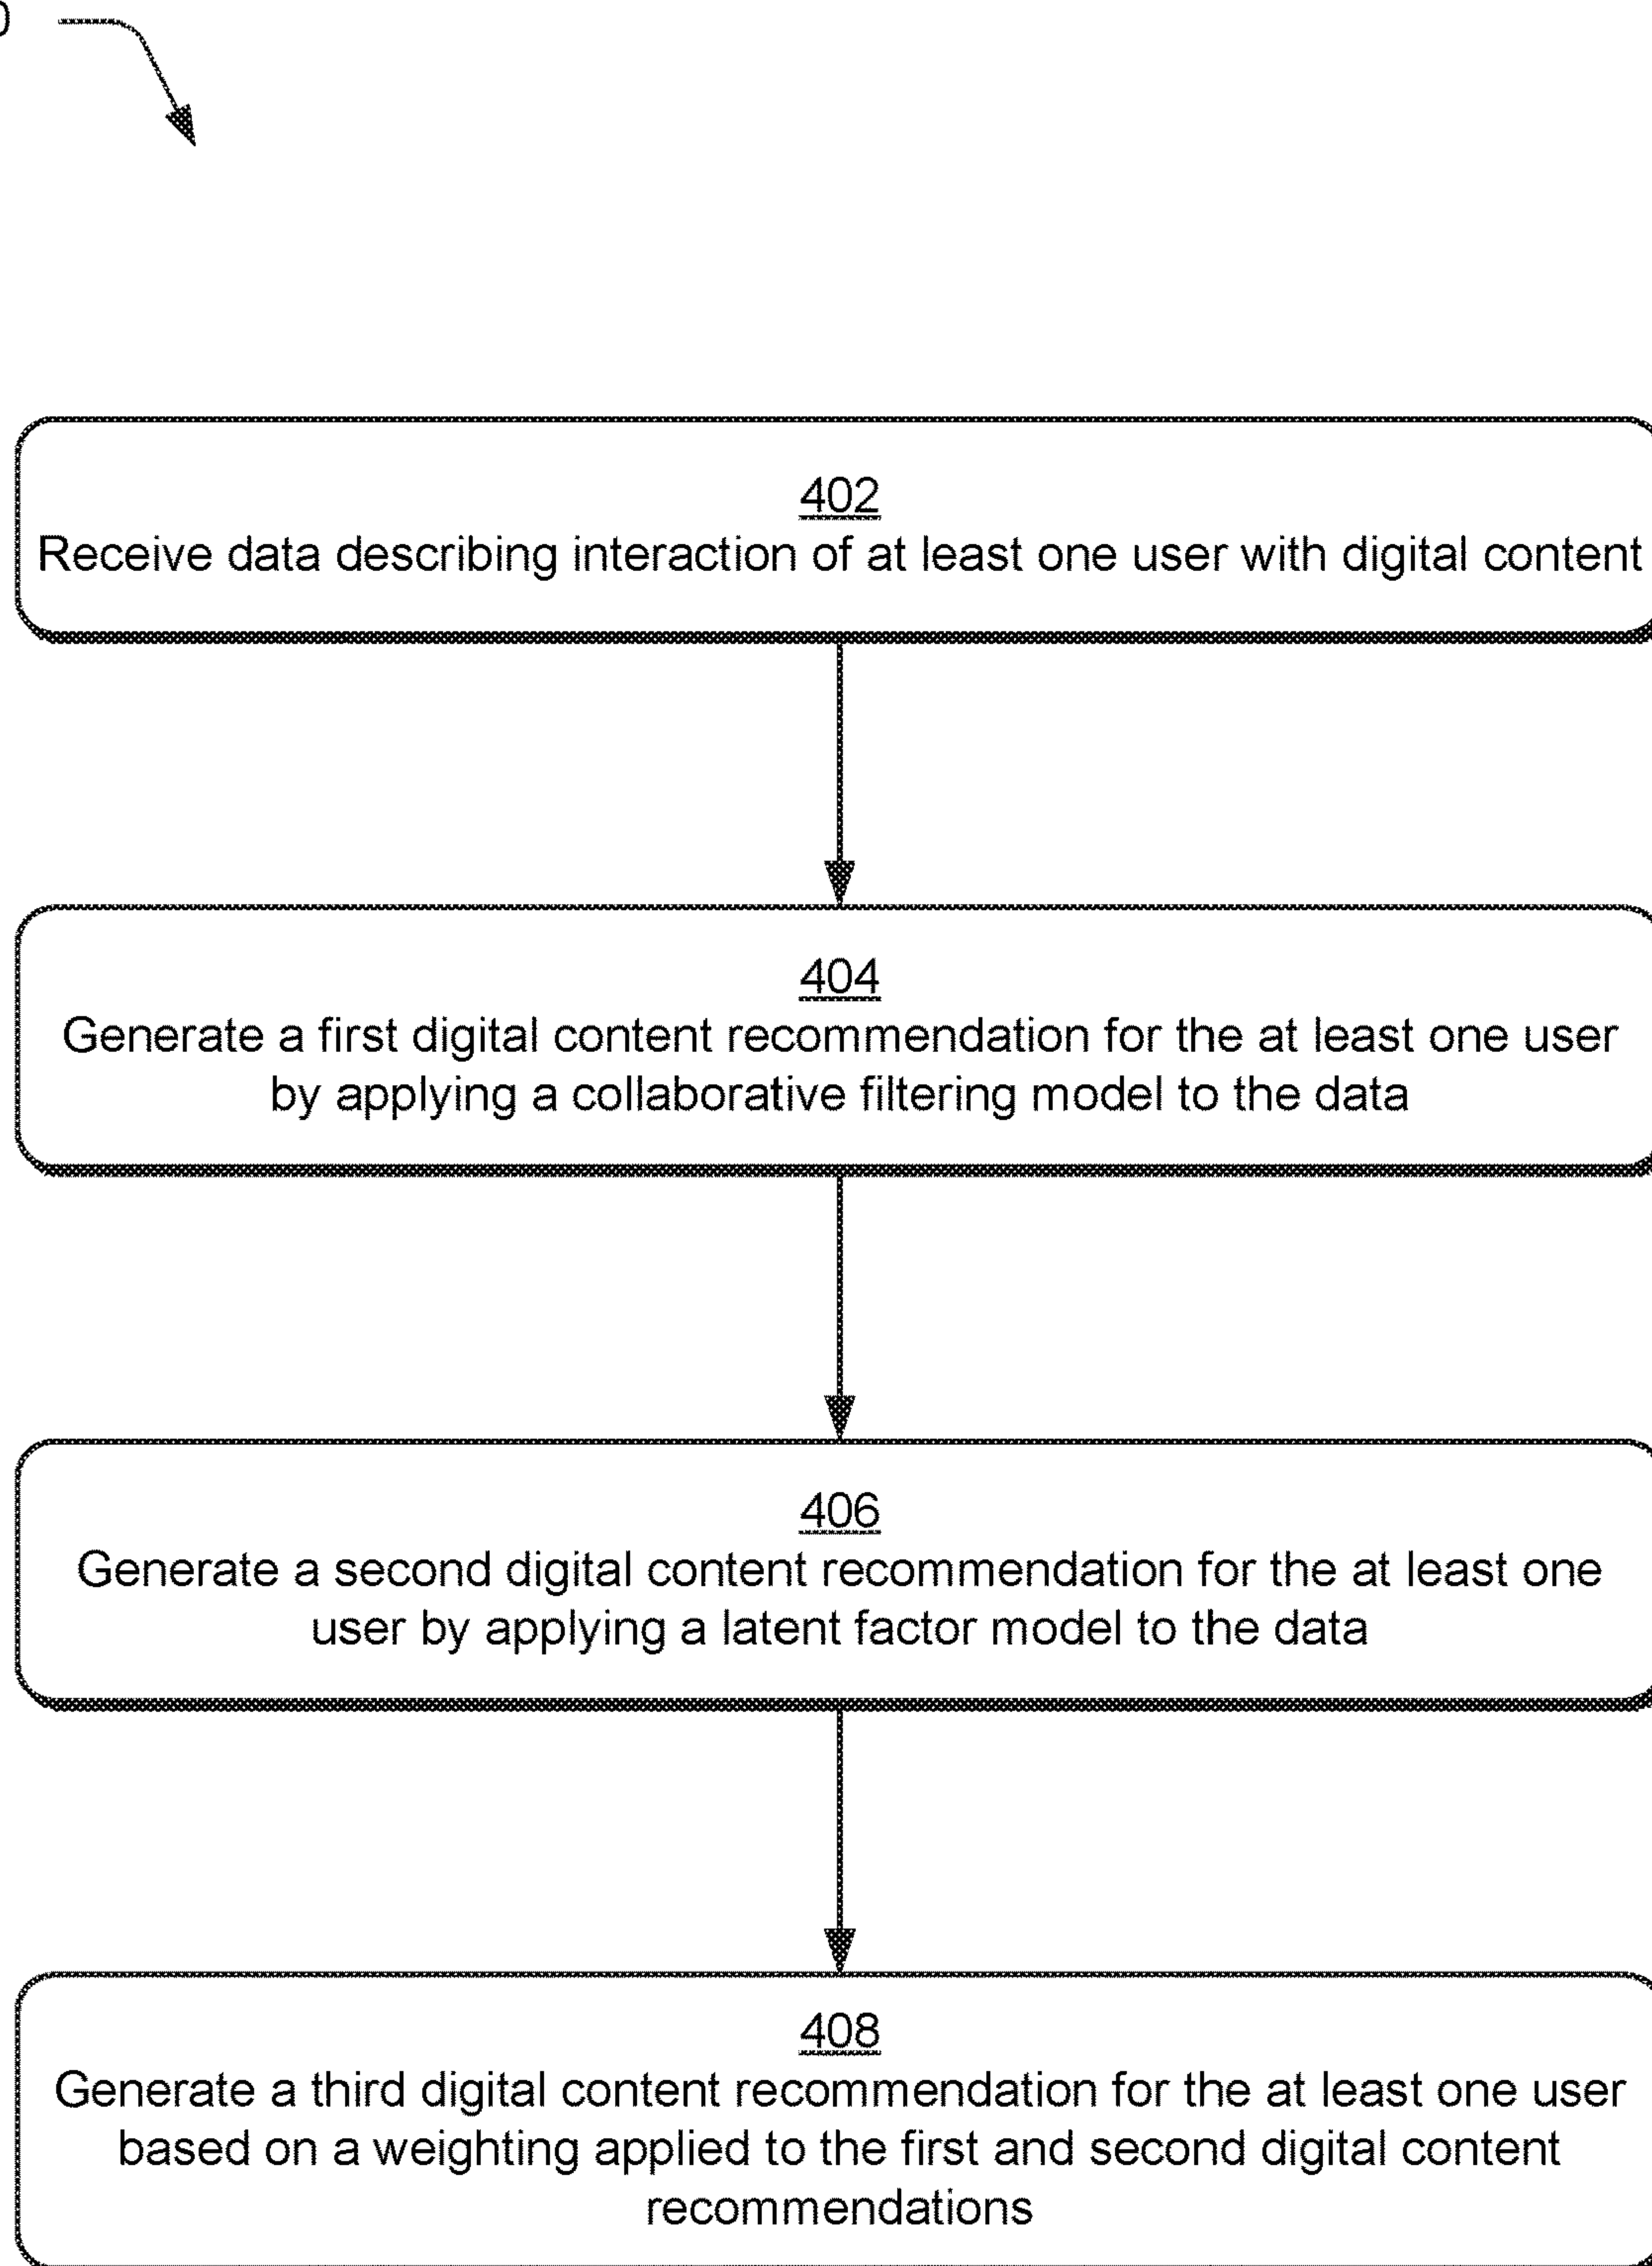 402
Receive data describing interaction of at least one user with digital content
404
Generate a first digital content recommendation for the at least one user
by applying a collaborative filtering model to the data
406
Generate a second digital content recommendation for the at least one
user by applying a latent factor model to the data
408
Generate a third digital content recommendation for the at least one user
based on a weighting applied to the first and second digital content
recommendations